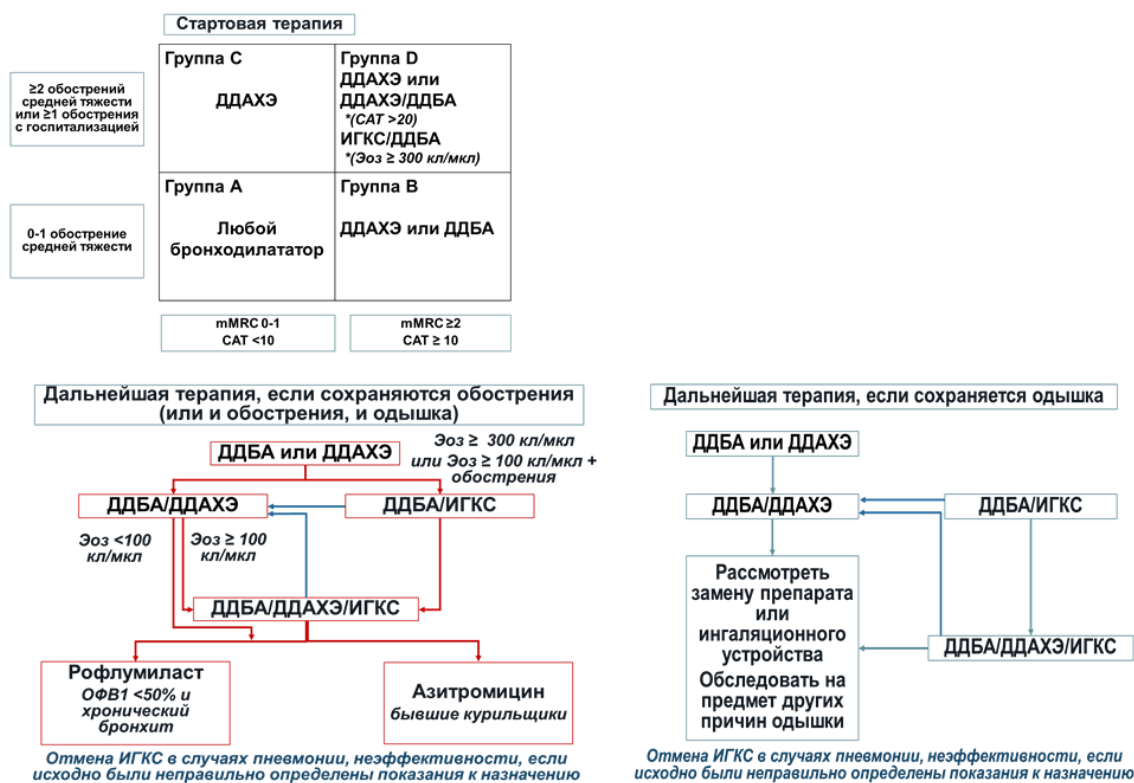 Стартовая терапия
≥2 обострений
средней тяжести
или ≥1 обострения
с госпитализацией
Группа C
ДДАХЭ
Группа D
ДДАХЭ или
ДДАХЭ/ДДБА
*(CAT >20)
ИГКС/ДДБА
*(Эоз ≥ 300 кл/мкл)
0-1 обострение
средней тяжести
Группа A
Любой
бронходилататор
Группа B
ДДАХЭ или ДДБА
mMRC 0-1
CAT <10
mMRC ≥2
CAT ≥ 10
Дальнейшая терапия, если сохраняются обострения
(или и обострения, и одышка)
ДДБА или ДДАХЭ
Эоз ≥ 300 кл/мкл
или Эоз ≥ 100 кл/мкл +
обострения
ДДБА/ДДАХЭ
ДДБА/ИГКС
Эоз <100
кл/мкл
Эоз ≥ 100
кл/мкл
ДДБА/ДДАХЭ/ИГКС
Рофлумиласт
ОФВ1 <50% и
хронический
бронхит
Азитромицин
бывшие курильщики
Отмена ИГКС в случаях пневмонии, неэффективности, если
исходно были неправильно определены показания к назначению
Дальнейшая терапия, если сохраняется одышка
ДДБА или ДДАХЭ
ДДБА/ДДАХЭ
ДДБА/ИГКС
Рассмотреть
замену препарата
или
ингаляционного
устройства
Обследовать на
предмет других
причин одышки
ДДБА/ДДАХЭ/ИГКС
Отмена ИГКС в случаях пневмонии, неэффективности, если
исходно были неправильно определены показания к назначению